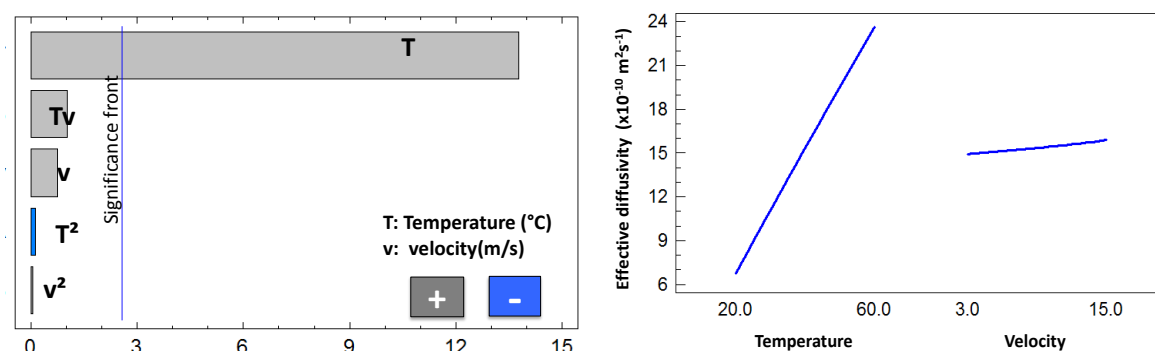 T
Tv
v
T²
v²
Significance front
T: Temperature (°C)
v: velocity(m/s)
+
-
0 3 6 9 12 15
Effective diffusivity (x10⁻¹⁰ m²s⁻¹)
24
21
18
15
12
9
6
20.0 60.0 3.0 15.0
Temperature Velocity